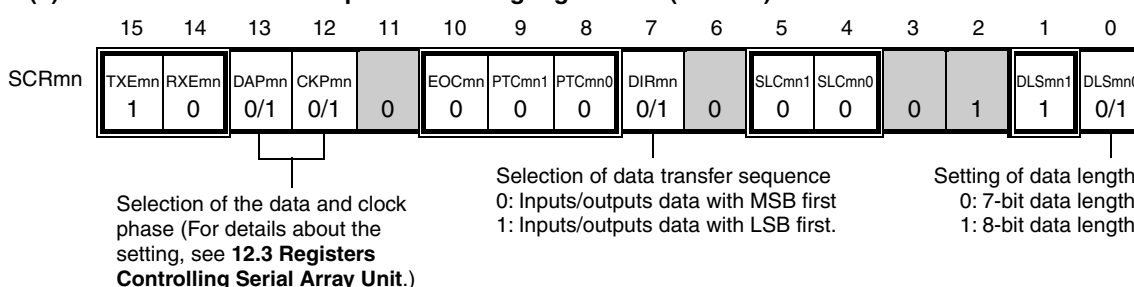 15 14 13 12 11 10 9 8 7 6 5 4 3 2 1 0
SCRmn TXEmn RXEmn DAPmn CKPmn EOCmn PTCmn1 PTCmn0 DIRmn SLCmn1 SLCmn0 DLSmn1 DLSmn0
1 0 0/1 0/1 0 0 0 0 0/1 0 0 0 0 1 1 0/1
Selection of the data and clock
phase (For details about the
setting, see 12.3 Registers
Controlling Serial Array Unit.)
Selection of data transfer sequence
0: Inputs/outputs data with MSB first
1: Inputs/outputs data with LSB first.
Setting of data length
0: 7-bit data length
1: 8-bit data length